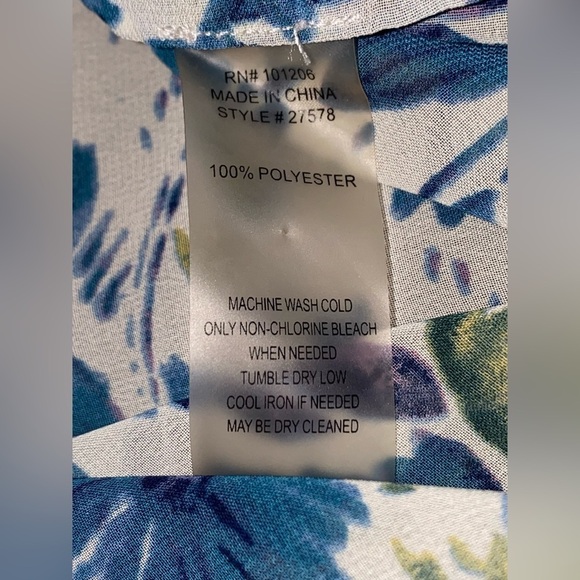 RN# 101206
MADE IN CHINA
STYLE # 27578
100% POLYESTER
MACHINE WASH COLD
ONLY NON-CHLORINE BLEACH
WHEN NEEDED
TUMBLE DRY LOW
COOL IRON IF NEEDED
MAY BE DRY CLEANED